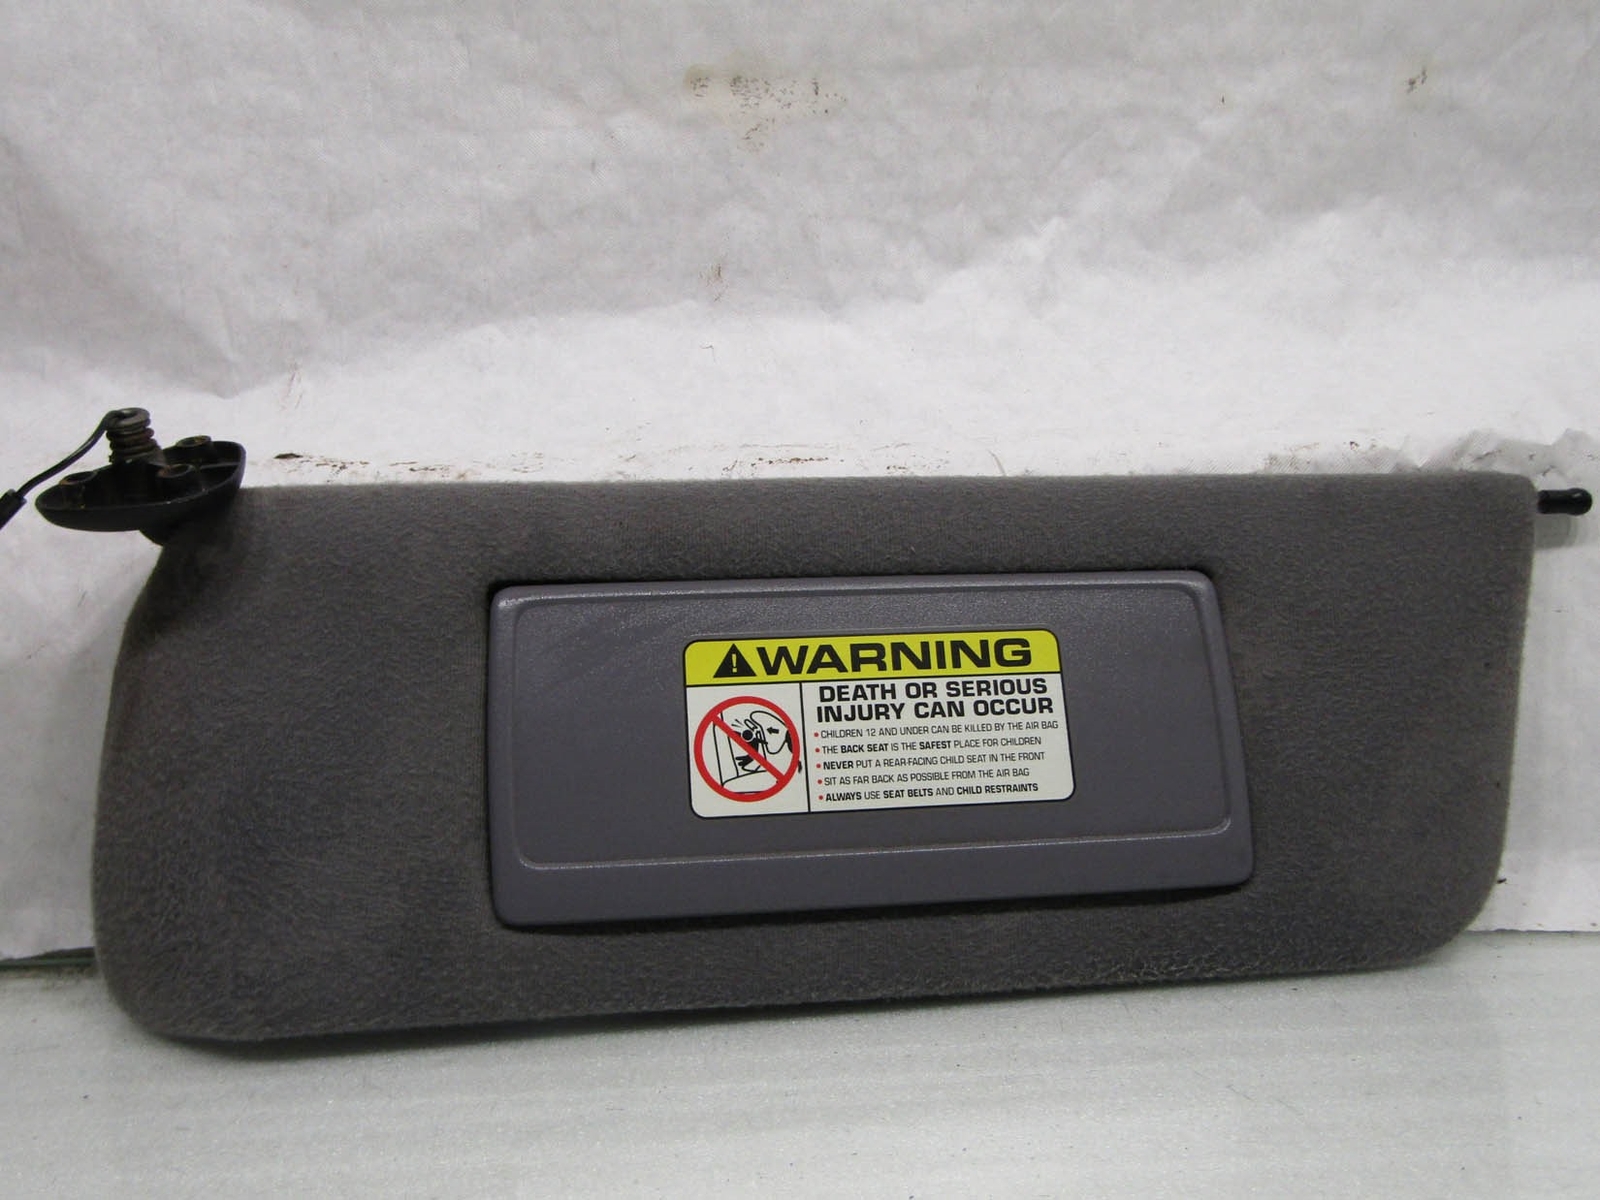 WARNING
DEATH OR SERIOUS
INJURY CAN OCCUR
• CHILDREN 12 AND UNDER CAN BE KILLED BY THE AIR BAG
• THE BACK SEAT IS THE SAFEST PLACE FOR CHILDREN
• NEVER PUT A REAR-FACING CHILD SEAT IN THE FRONT
• SIT AS FAR BACK AS POSSIBLE FROM THE AIR BAG
• ALWAYS USE SEAT BELTS AND CHILD RESTRAINTS